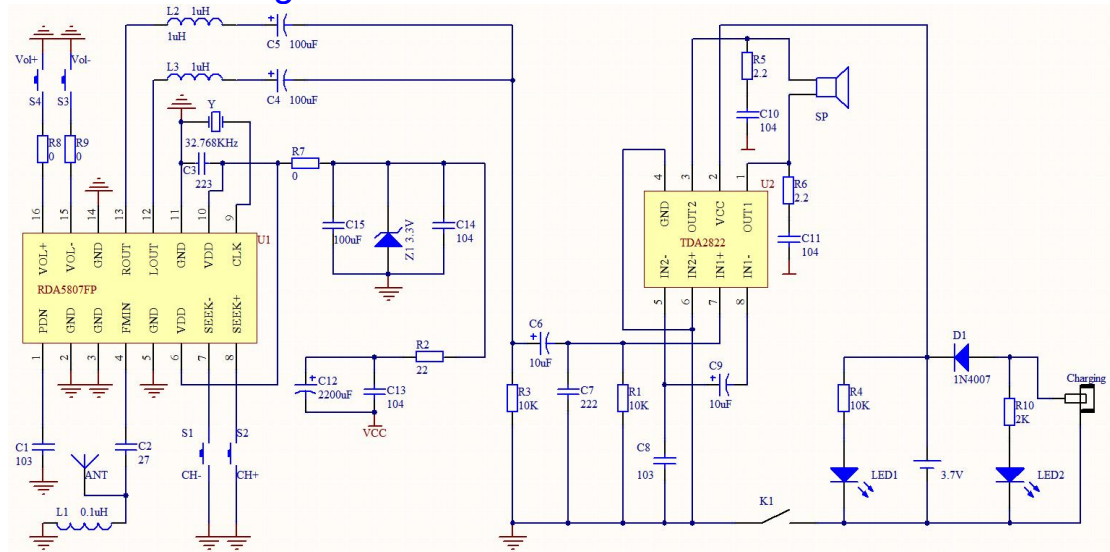 L2 1uH
1uH
C5 100uF
L3 1uH
C4 100uF
Vol+ Vol-
S4 S3
R8 0
R9 0
Y
32.768KHz
C3
223
R7
0
16 15 14 13 12 11 10 9
VOL+ VOL- GND ROUT LOUT GND VDD CLK
U1
RDA5807FP
PDN GND GND FMIN GND VDD SEEK- SEEK+
1 2 3 4 5 6 7 8
C15
100uF
Z1 3.3V
C14
104
R2
22
C12
2200uF
C13
104
VCC
C1
103
ANT
C2
27
L1 0.1uH
S1 S2
CH- CH+
R5
2.2
C10
104
SP
4 3 2 1
U2
GND OUT2 VCC OUT1
TDA2822
IN2- IN2+ IN1+ IN1-
5 6 7 8
R6
2.2
C11
104
C6
10uF
R3
10K
C7
222
R1
10K
C9
10uF
C8
103
K1
R4
10K
LED1
3.7V
D1
1N4007
R10
2K
LED2
Charging